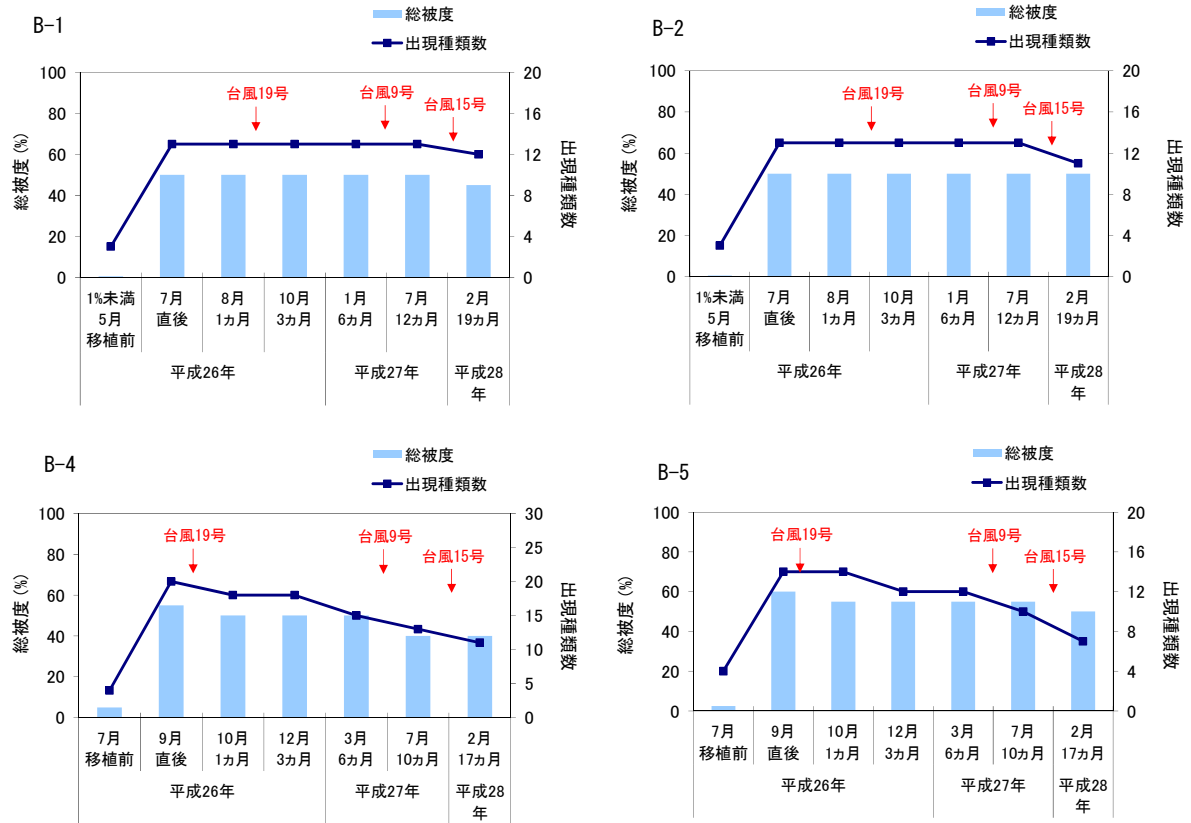 B-1
総被度
出現種類数
総被度(%)
100
80
60
40
20
0
20
16
12
8
4
0
出現種類数
台風19号
台風9号
台風15号
1%未満 7月 8月 10月 1月 7月 2月
5月 直後 1ヵ月 3ヵ月 6ヵ月 12ヵ月 19ヵ月
移植前
平成26年 平成27年 平成28
年
B-2
総被度
出現種類数
総被度(%)
100
80
60
40
20
0
20
16
12
8
4
0
出現種類数
台風19号
台風9号
台風15号
1%未満 7月 8月 10月 1月 7月 2月
5月 直後 1ヵ月 3ヵ月 6ヵ月 12ヵ月 19ヵ月
移植前
平成26年 平成27年 平成28
年
B-4
総被度
出現種類数
総被度(%)
100
80
60
40
20
0
30
25
20
15
10
5
0
出現種類数
台風19号
台風9号
台風15号
7月 9月 10月 12月 3月 7月 2月
移植前 直後 1ヵ月 3ヵ月 6ヵ月 10ヵ月 17ヵ月
平成26年 平成27年 平成28
年
B-5
総被度
出現種類数
総被度(%)
100
80
60
40
20
0
20
16
12
8
4
0
出現種類数
台風19号
台風9号
台風15号
7月 9月 10月 12月 3月 7月 2月
移植前 直後 1ヵ月 3ヵ月 6ヵ月 10ヵ月 17ヵ月
平成26年 平成27年 平成28
年